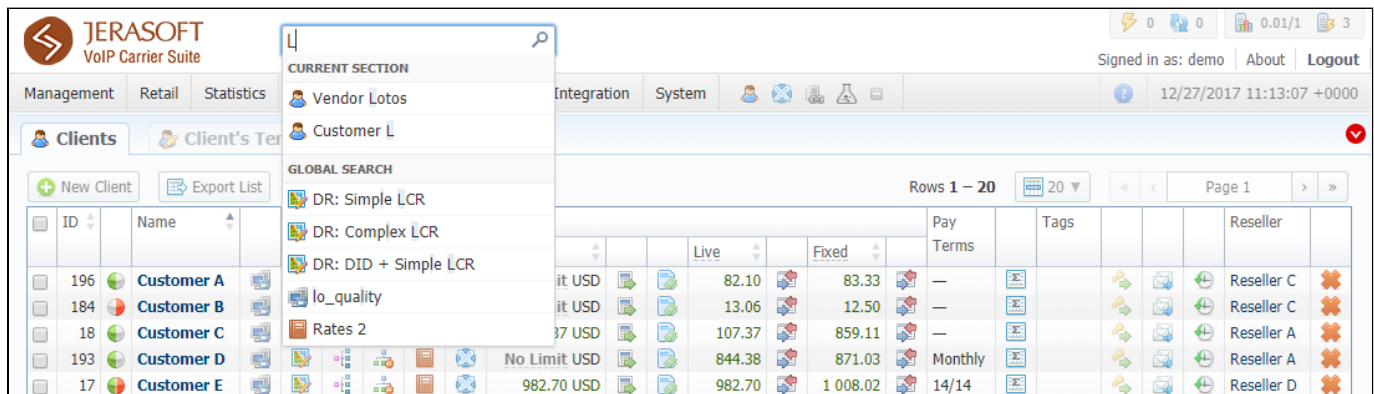 JERASOFT
VoIP Carrier Suite
L
0 0 0.01/1 3
Signed in as: demo About Logout
CURRENT SECTION
Vendor Lotos
Customer L
GLOBAL SEARCH
DR: Simple LCR
DR: Complex LCR
DR: DID + Simple LCR
lo_quality
Rates 2
Management Retail Statistics Integration System 12/27/2017 11:13:07 +0000
Clients Client's Ter
New Client Export List Rows 1 – 20 20 ▼ « < Page 1 > »
ID Name Pay Terms Tags Reseller
Live Fixed
196 Customer A it USD 82.10 83.33 — Reseller C
184 Customer B it USD 13.06 12.50 — Reseller C
18 Customer C 37 USD 107.37 859.11 — Reseller A
193 Customer D No Limit USD 844.38 871.03 Monthly Reseller A
17 Customer E 982.70 USD 982.70 1 008.02 14/14 Reseller D